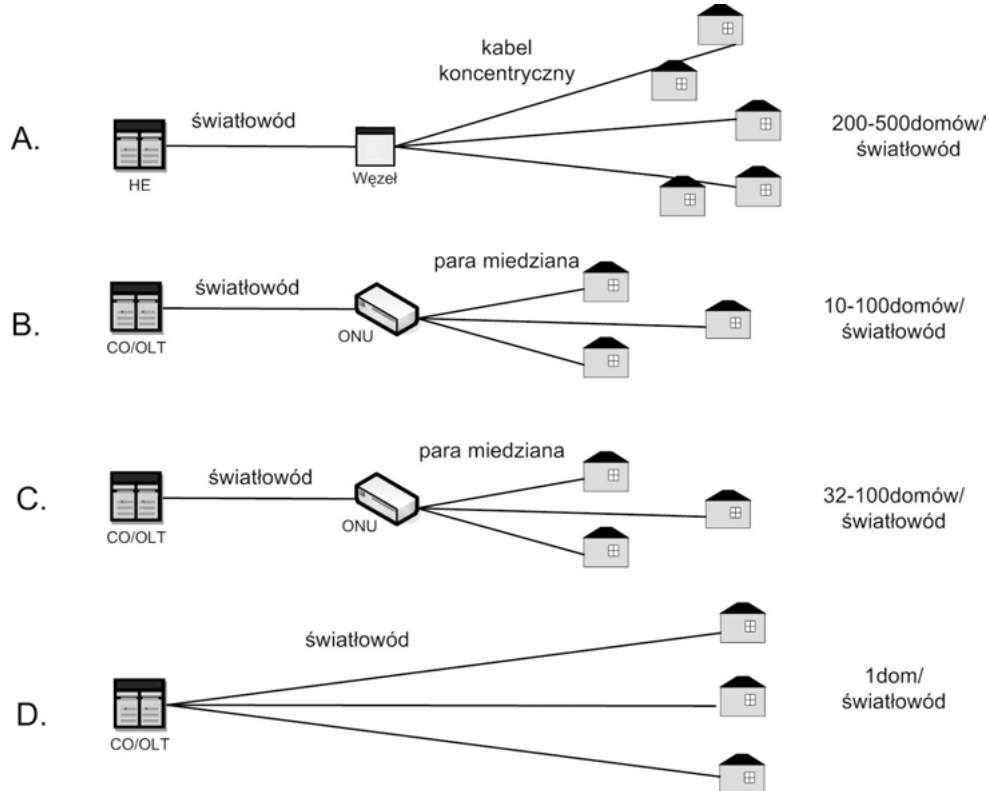 kabel
koncentryczny
światłowód
A.
200-500domów/
światłowód
HE
Węzeł
para miedziana
światłowód
B.
10-100domów/
światłowód
ONU
CO/OLT
para miedziana
światłowód
C.
32-100domów/
światłowód
ONU
CO/OLT
światłowód
1dom/
światłowód
D.
CO/OLT